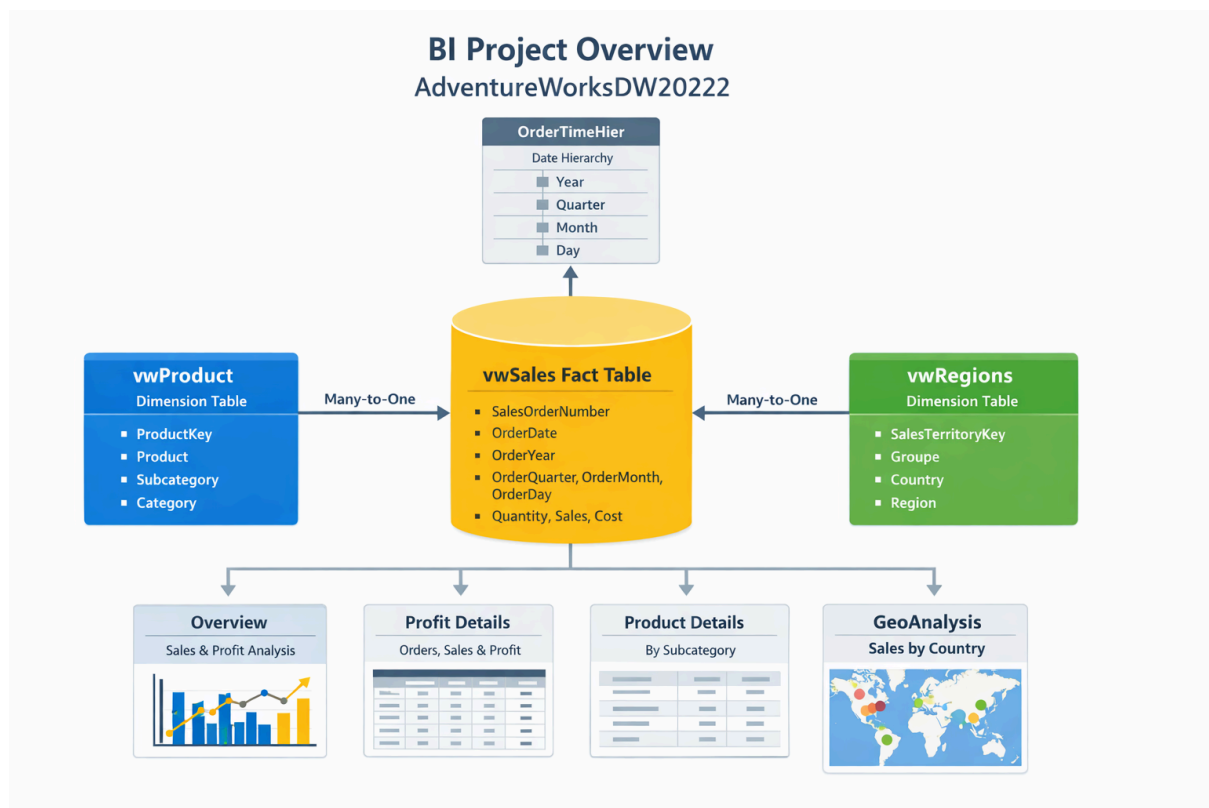 BI Project Overview
AdventureWorksDW20222
OrderTimeHier
Date Hierarchy
Year
Quarter
Month
Day
vwProduct
Dimension Table
ProductKey
Product
Subcategory
Category
Many-to-One
vwSales Fact Table
SalesOrderNumber
OrderDate
OrderYear
OrderQuarter, OrderMonth,
OrderDay
Quantity, Sales, Cost
Many-to-One
vwRegions
Dimension Table
SalesTerritoryKey
Groupe
Country
Region
Overview
Sales & Profit Analysis
Profit Details
Orders, Sales & Profit
Product Details
By Subcategory
GeoAnalysis
Sales by Country